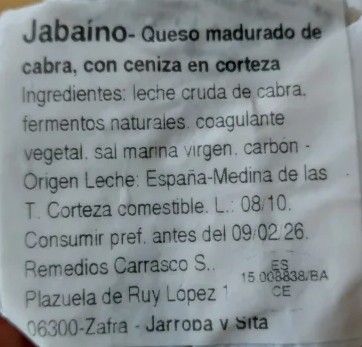 Jabaíno- Queso madurado de
cabra, con ceniza en corteza
Ingredientes: leche cruda de cabra,
fermentos naturales, coagulante
vegetal, sal marina virgen, carbón -
Origen Leche: España-Medina de las
T. Corteza comestible. L.: 08/10.
Consumir pref. antes del 09/02/26.
Remedios Carrasco S..
Plazuela de Ruy López 1
ES
CE
06300-Zafra - Jarropa y Sita